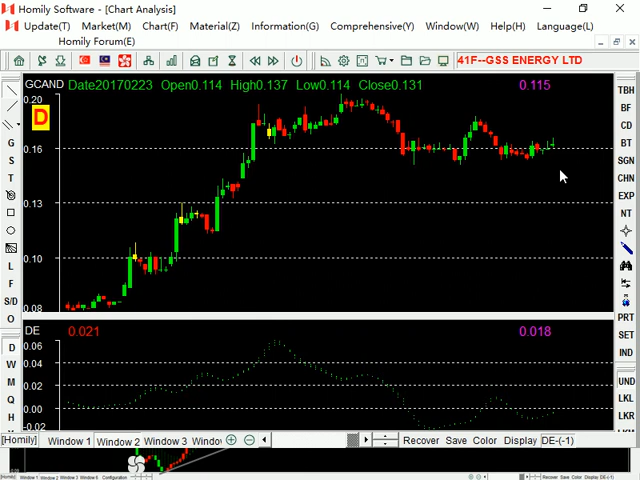 Homily Software - [Chart Analysis]
Update(T) Market(M) Chart(F) Material(Z) Information(G) Comprehensive(Y) Window(W) Help(H) Language(L)
Homily Forum(E)
41F--GSS ENERGY LTD
GCAND Date20170223 Open0.114 High0.137 Low0.114 Close0.131 0.115
0.20
D
0.16
0.13
0.10
0.08
DE 0.021 0.018
0.06
0.04
0.02
0.00
-0.02
G
S
T
L
F
S/D
O
D
W
M
Q
H
Y
TBH
BF
CD
BT
SGN
CHN
EXP
NT
PRT
SET
IND
UND
LKL
LKR
[Homily] Window 1 Window 2 Window 3 Windo Recover Save Color Display DE-(-1)